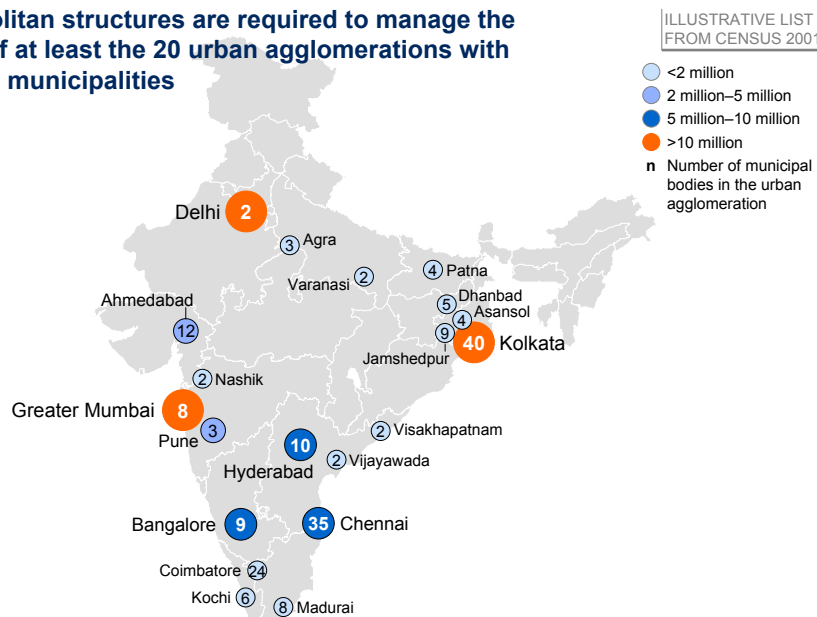 olitan structures are required to manage the
f at least the 20 urban agglomerations with
municipalities
ILLUSTRATIVE LIST
FROM CENSUS 2001
<2 million
2 million–5 million
5 million–10 million
>10 million
n Number of municipal
bodies in the urban
agglomeration
Delhi 2
3 Agra
Varanasi 2
4 Patna
Ahmedabad
12
5 Dhanbad
4 Asansol
9
Jamshedpur
40 Kolkata
2 Nashik
Greater Mumbai 8
Pune 3
2 Visakhapatnam
10
Hyderabad
2 Vijayawada
Bangalore 9
35 Chennai
Coimbatore 24
Kochi 6
8 Madurai